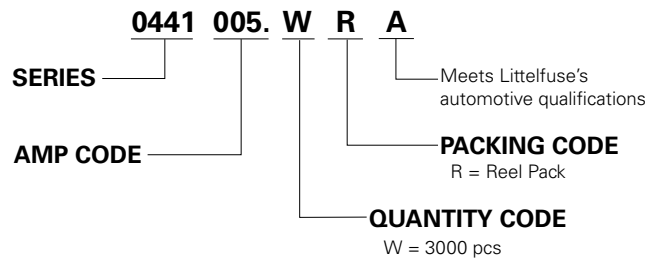 0441 005. W R A
SERIES
Meets Littelfuse's
automotive qualifications
AMP CODE
PACKING CODE
R = Reel Pack
QUANTITY CODE
W = 3000 pcs